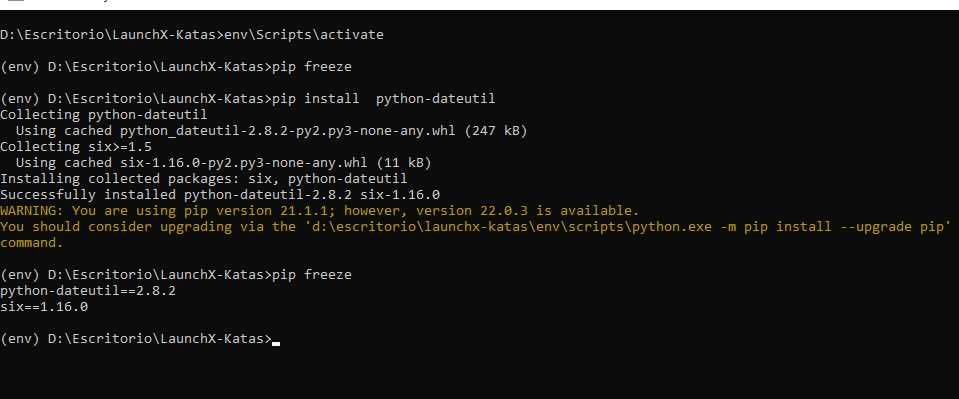 D:\Escritorio\LaunchX-Katas>env\Scripts\activate
(env) D:\Escritorio\LaunchX-Katas>pip freeze
(env) D:\Escritorio\LaunchX-Katas>pip install  python-dateutil
Collecting python-dateutil
  Using cached python_dateutil-2.8.2-py2.py3-none-any.whl (247 kB)
Collecting six>=1.5
  Using cached six-1.16.0-py2.py3-none-any.whl (11 kB)
Installing collected packages: six, python-dateutil
Successfully installed python-dateutil-2.8.2 six-1.16.0
WARNING: You are using pip version 21.1.1; however, version 22.0.3 is available.
You should consider upgrading via the 'd:\escritorio\launchx-katas\env\scripts\python.exe -m pip install --upgrade pip'
command.
(env) D:\Escritorio\LaunchX-Katas>pip freeze
python-dateutil==2.8.2
six==1.16.0
(env) D:\Escritorio\LaunchX-Katas>